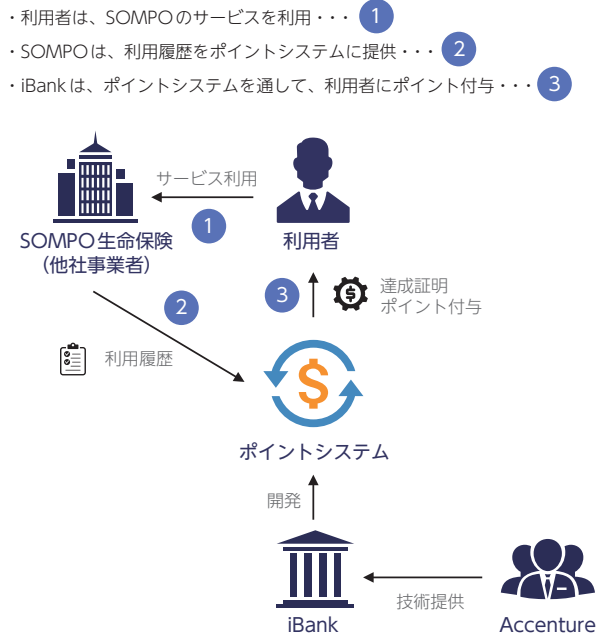 ・利用者は、SOMPOのサービスを利用・・・ 1
・SOMPOは、利用履歴をポイントシステムに提供・・・ 2
・iBankは、ポイントシステムを通して、利用者にポイント付与・・・ 3
サービス利用
1
SOMPO生命保険
（他社事業者）
利用者
2
3
達成証明
ポイント付与
利用履歴
ポイントシステム
開発
技術提供
iBank
Accenture